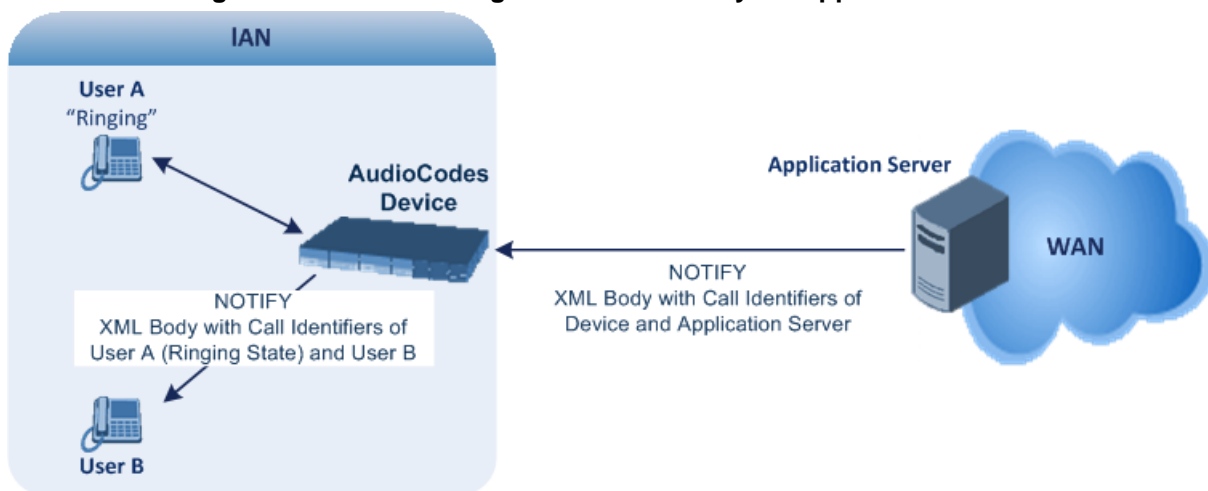 lAN
User A
"Ringing"
AudioCodes
Device
Application Server
WAN
NOTIFY
XML Body with Call Identifiers of
Device and Application Server
NOTIFY
XML Body with Call Identifiers of
User A (Ringing State) and User B
User B